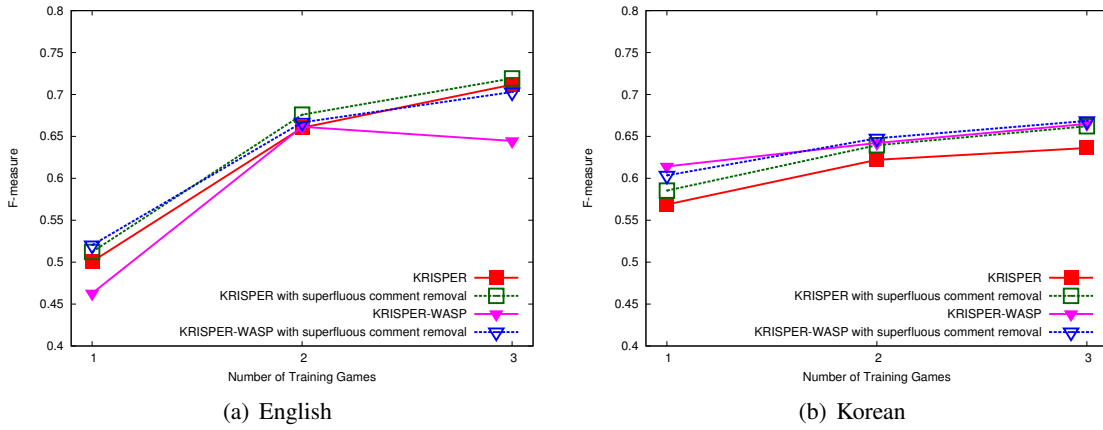 0.8
0.75
0.7
0.65
0.6
0.55
0.5
0.45
0.4
F-measure
1
2
3
Number of Training Games
KRISPER
KRISPER with superfluous comment removal
KRISPER-WASP
KRISPER-WASP with superfluous comment removal
(a) English
0.8
0.75
0.7
0.65
0.6
0.55
0.5
0.45
0.4
F-measure
1
2
3
Number of Training Games
KRISPER
KRISPER with superfluous comment removal
KRISPER-WASP
KRISPER-WASP with superfluous comment removal
(b) Korean